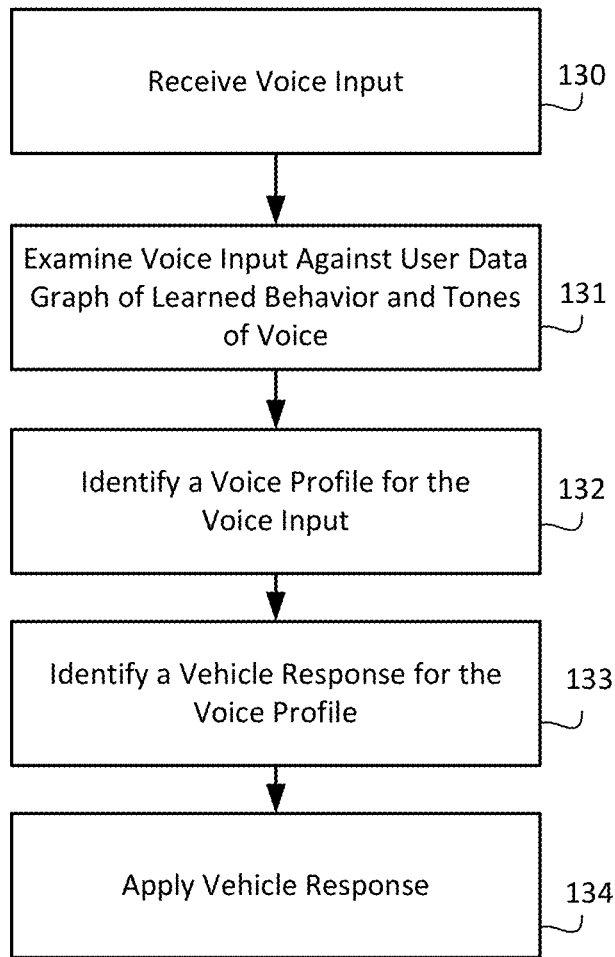 Receive Voice Input
130
Examine Voice Input Against User Data
Graph of Learned Behavior and Tones
of Voice
131
Identify a Voice Profile for the
Voice Input
132
Identify a Vehicle Response for the
Voice Profile
133
Apply Vehicle Response
134